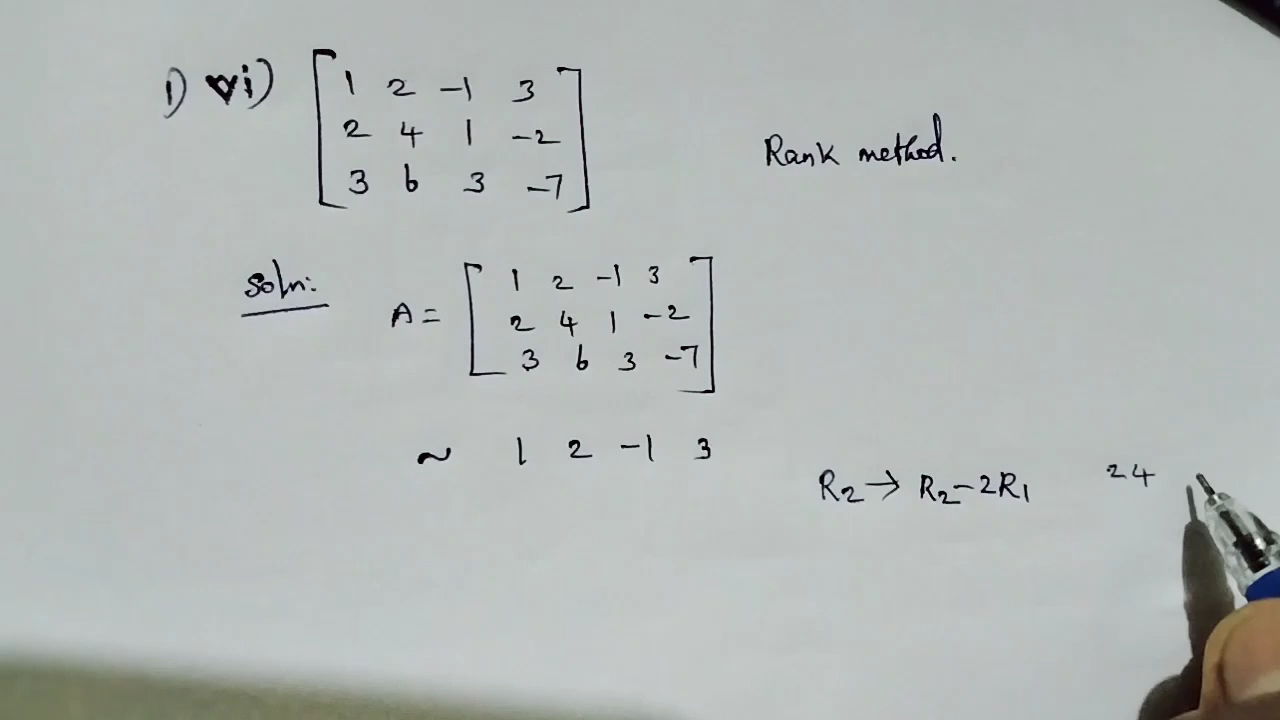 1) vi) 1 2 -1 3
2 4 1 -2
3 6 3 -7
Rank method.
Soln: A = 1 2 -1 3
2 4 1 -2
3 6 3 -7
~ 1 2 -1 3
R2 → R2 - 2R1 2 4